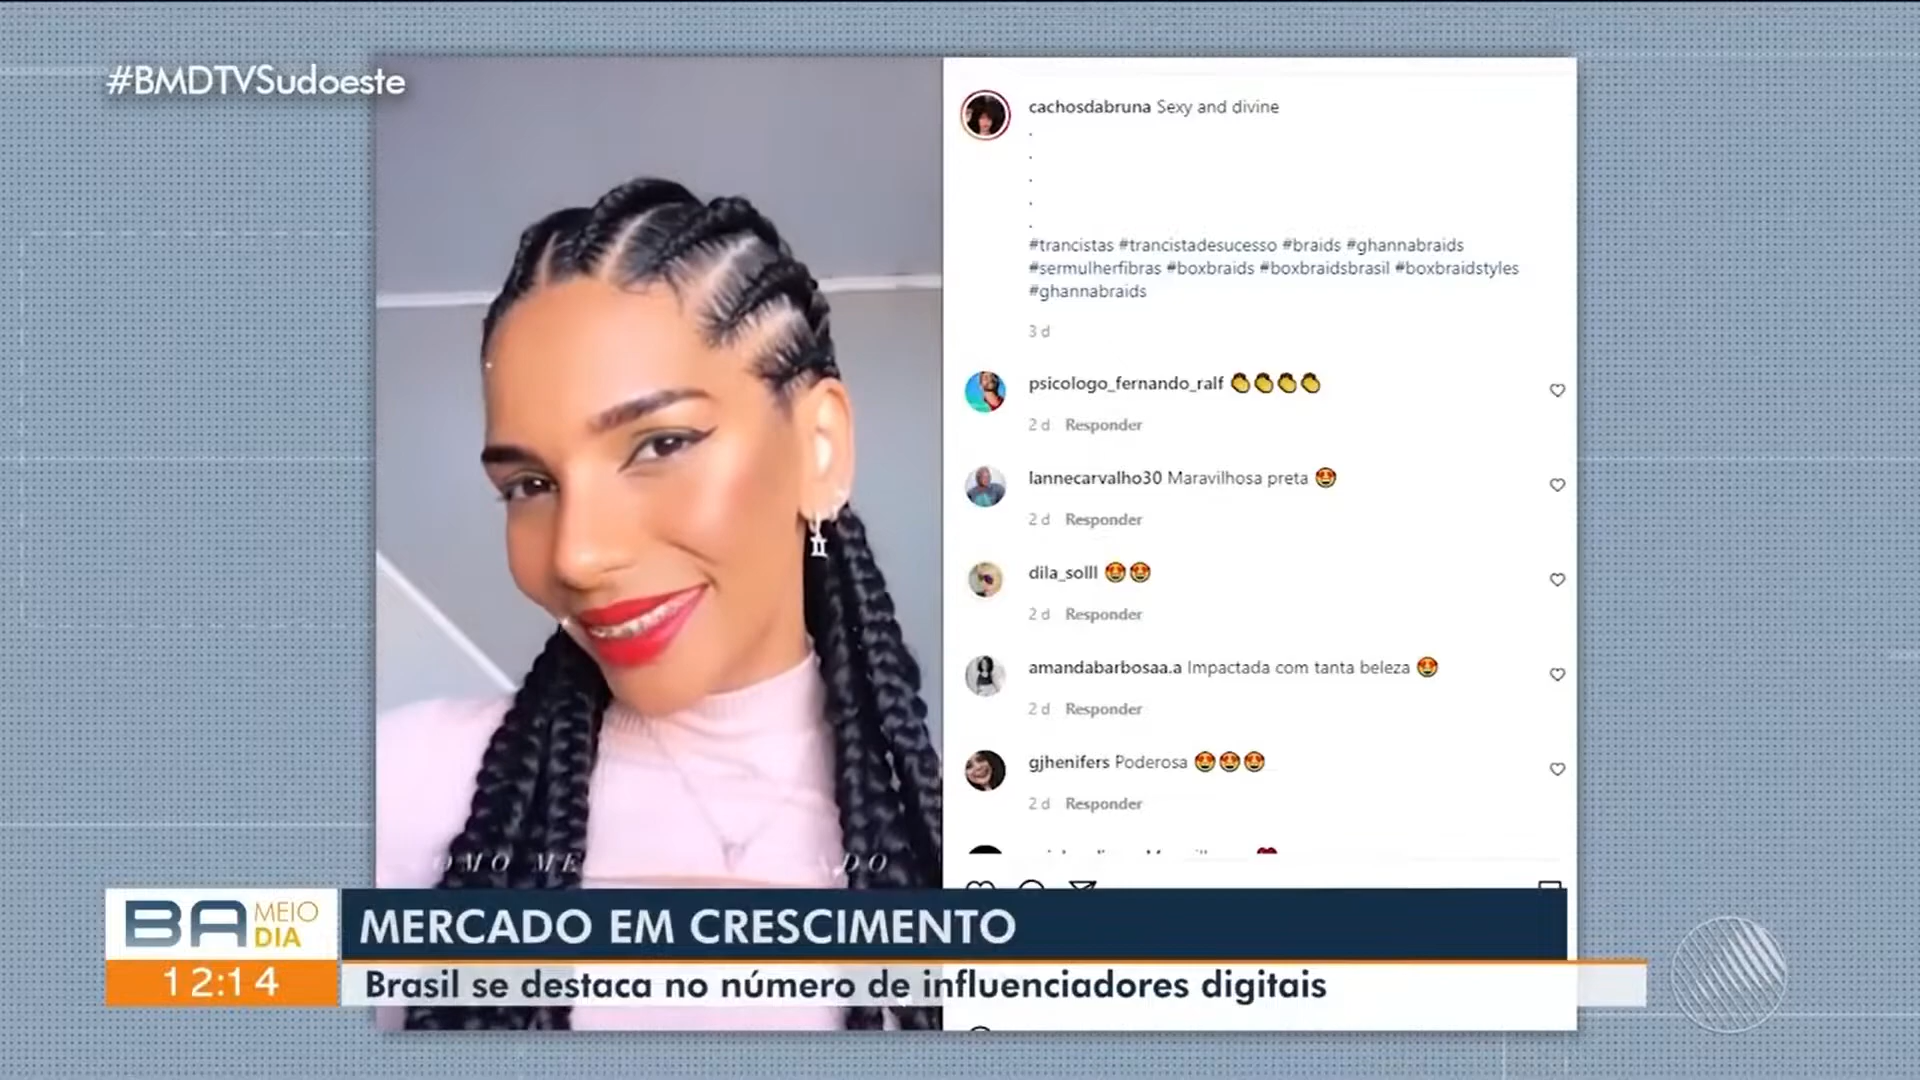 #BMDTVSudoeste
cachosdabruna Sexy and divine
.
.
.
.
.
#trancistas #trancistadesucesso #braids #ghannabraids
#sermulherfibras #boxbraids #boxbraidsbrasil #boxbraidstyles
#ghannabraids
3 d
psicologo_fernando_ralf 👏👏👏👏
2 d Responder
lannecarvalho30 Maravilhosa preta 😍
2 d Responder
dila_solll 😍😍
2 d Responder
amandabarbosaa.a Impactada com tanta beleza 😍
2 d Responder
gjhenifers Poderosa 😍😍😍
2 d Responder
BA MEIO DIA
12:14
MERCADO EM CRESCIMENTO
Brasil se destaca no número de influenciadores digitais